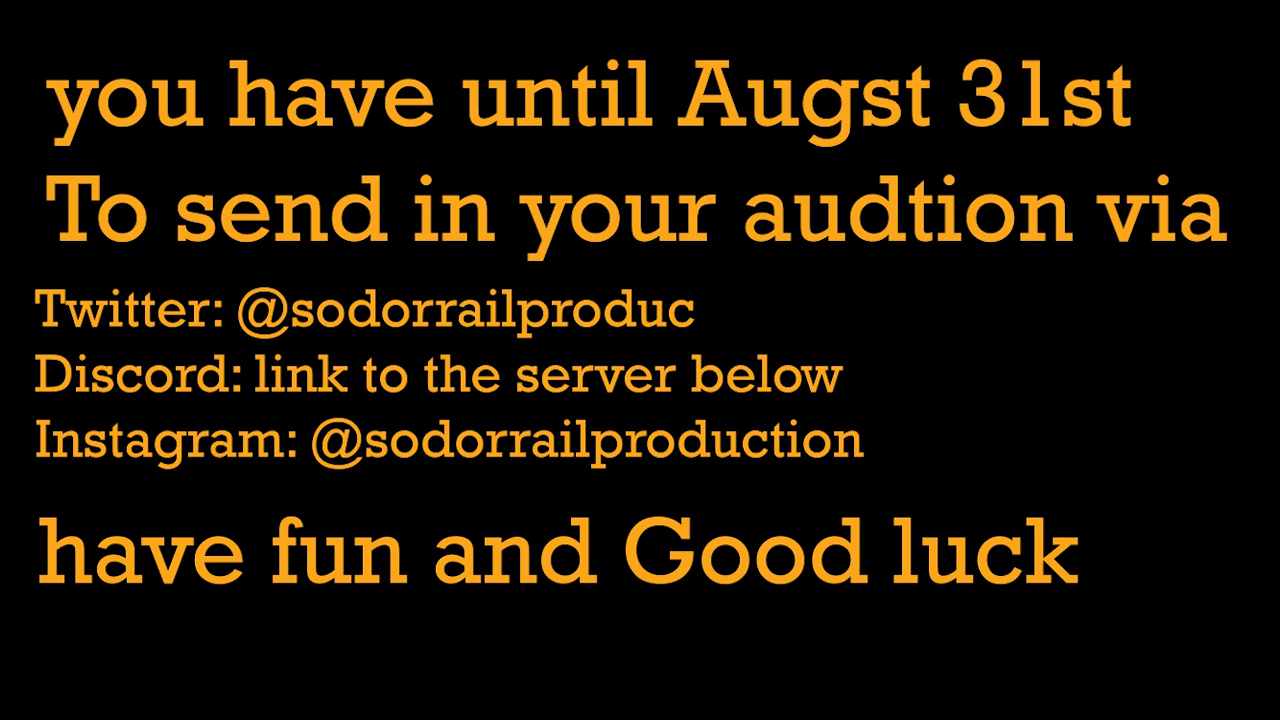 you have until Augst 31st
To send in your audtion via
Twitter: @sodorrailproduc
Discord: link to the server below
Instagram: @sodorrailproduction
have fun and Good luck